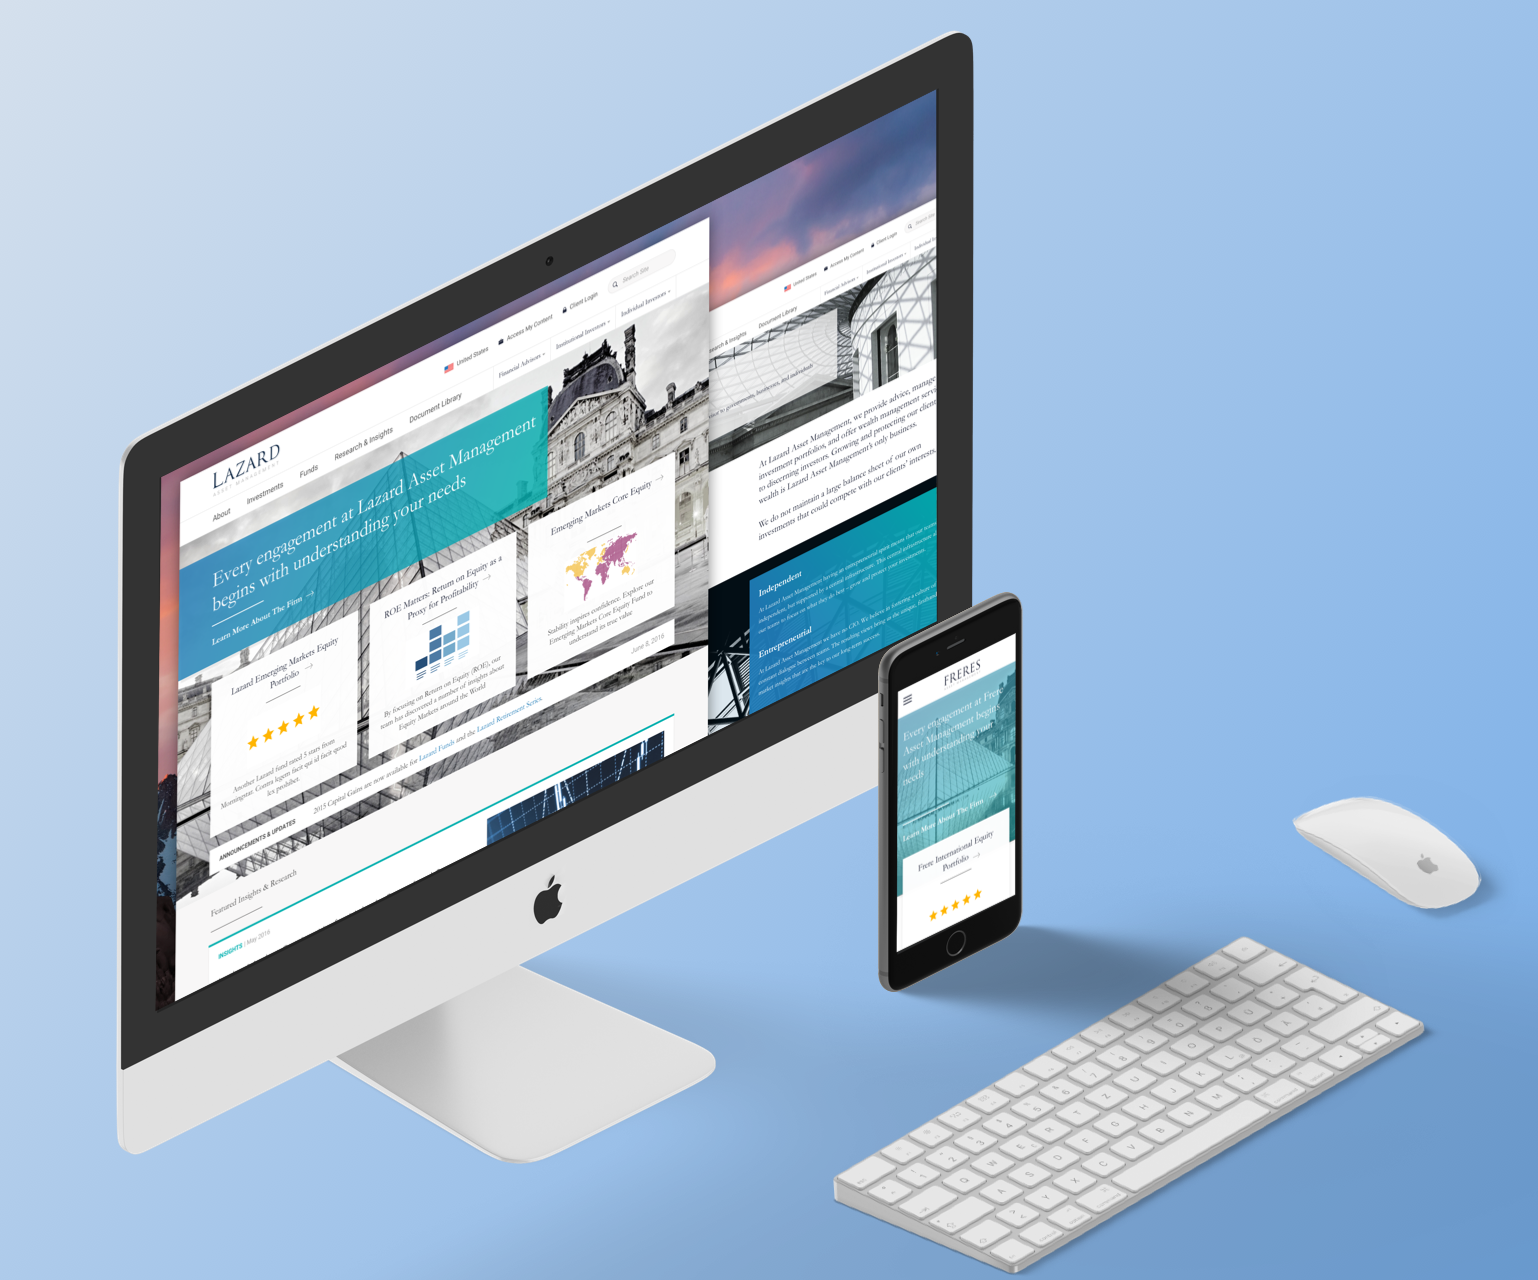 LAZARD
ASSET MANAGEMENT
United States
Access My Content
Client Login
Search Site
About
Investments
Funds
Research & Insights
Document Library
Financial Advisors
Institutional Investors
Individual Investors
Every engagement at Lazard Asset Management
begins with understanding your needs
Learn More About The Firm →
Lazard Emerging Markets Equity
Portfolio →
Another Lazard fund rated 5 stars from
Morningstar. Contra legem facit qui id facit quod
lex prohibet.
ROE Matters: Return on Equity as a
Proxy for Profitability →
By focusing on Return on Equity (ROE), our
team has discovered a number of insights about
Equity Markets around the World
Emerging Markets Core Equity →
Stability inspires confidence. Explore our
Emerging Markets Core Equity Fund to
understand its true value
ANNOUNCEMENTS & UPDATES
2015 Capital Gains are now available for Lazard Funds and the Lazard Retirement Series.
June 8, 2016
Featured Insights & Research
INSIGHTS | May 2016
United States
Access My Content
Client Login
Search Site
Financial Advisors
Institutional Investors
Document Library
to governments, businesses, and individuals
At Lazard Asset Management, we provide advice, manage
investment portfolios, and offer wealth management
to discerning investors. Growing and protecting our
wealth is Lazard Asset Management's only business.
We do not maintain a large balance sheet of our own
investments that could compete with our clients' interests.
Independent
At Lazard Asset Management, having an entrepreneurial spirit means that our teams
independent, but supported by a central infrastructure. This central infrastructure
our teams to focus on what they do best – grow and protect your investments.
Entrepreneurial
At Lazard Asset Management we have no CIO. We believe in fostering a culture
constant dialogue between teams. The resulting views bring us the unique,
market insights that are the key to our long-term success.
FRERES
Every engagement at Frere
Asset Management begins
with understanding your
needs
Learn More About The Firm →
Frere International Equity
Portfolio →